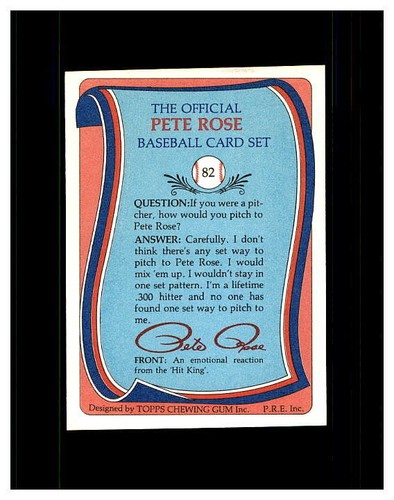 THE OFFICIAL
PETE ROSE
BASEBALL CARD SET
82
QUESTION:If you were a pit-
cher, how would you pitch to
Pete Rose?
ANSWER: Carefully. I don't
think there's any set way to
pitch to Pete Rose. I would
mix 'em up. I wouldn't stay in
one set pattern. I'm a lifetime
.300 hitter and no one has
found one set way to pitch to
me.
Pete Rose
FRONT: An emotional reaction
from the 'Hit King'.
Designed by TOPPS CHEWING GUM Inc. P.R.E. Inc.